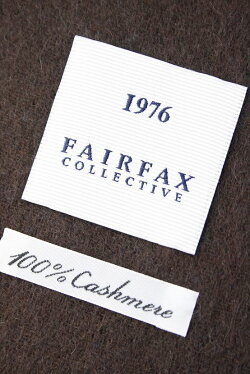 1976
FAIRFAX
COLLECTIVE
100% Cashmere